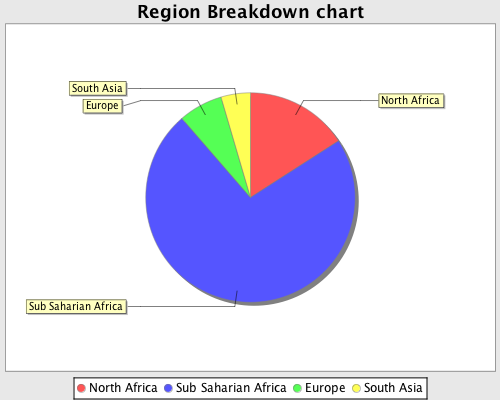 Region Breakdown chart
South Asia
Europe
North Africa
Sub Saharian Africa
North Africa Sub Saharian Africa Europe South Asia